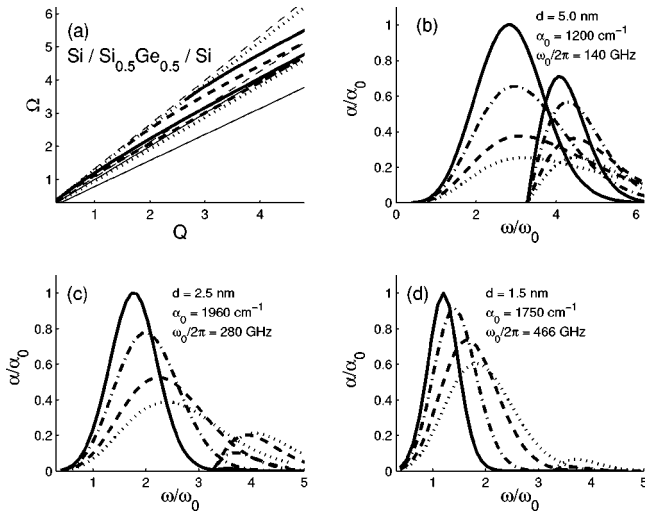 (a)
Si / Si0.5Ge0.5 / Si
Ω
6
5
4
3
2
1
1 2 3 4
Q
(b)
d = 5.0 nm
α0 = 1200 cm⁻¹
ω0/2π = 140 GHz
α/α0
1
0.8
0.6
0.4
0.2
0
0 2 4 6
ω/ω0
(c)
d = 2.5 nm
α0 = 1960 cm⁻¹
ω0/2π = 280 GHz
α/α0
1
0.8
0.6
0.4
0.2
0
1 2 3 4 5
ω/ω0
(d)
d = 1.5 nm
α0 = 1750 cm⁻¹
ω0/2π = 466 GHz
α/α0
1
0.8
0.6
0.4
0.2
0
1 2 3 4 5
ω/ω0